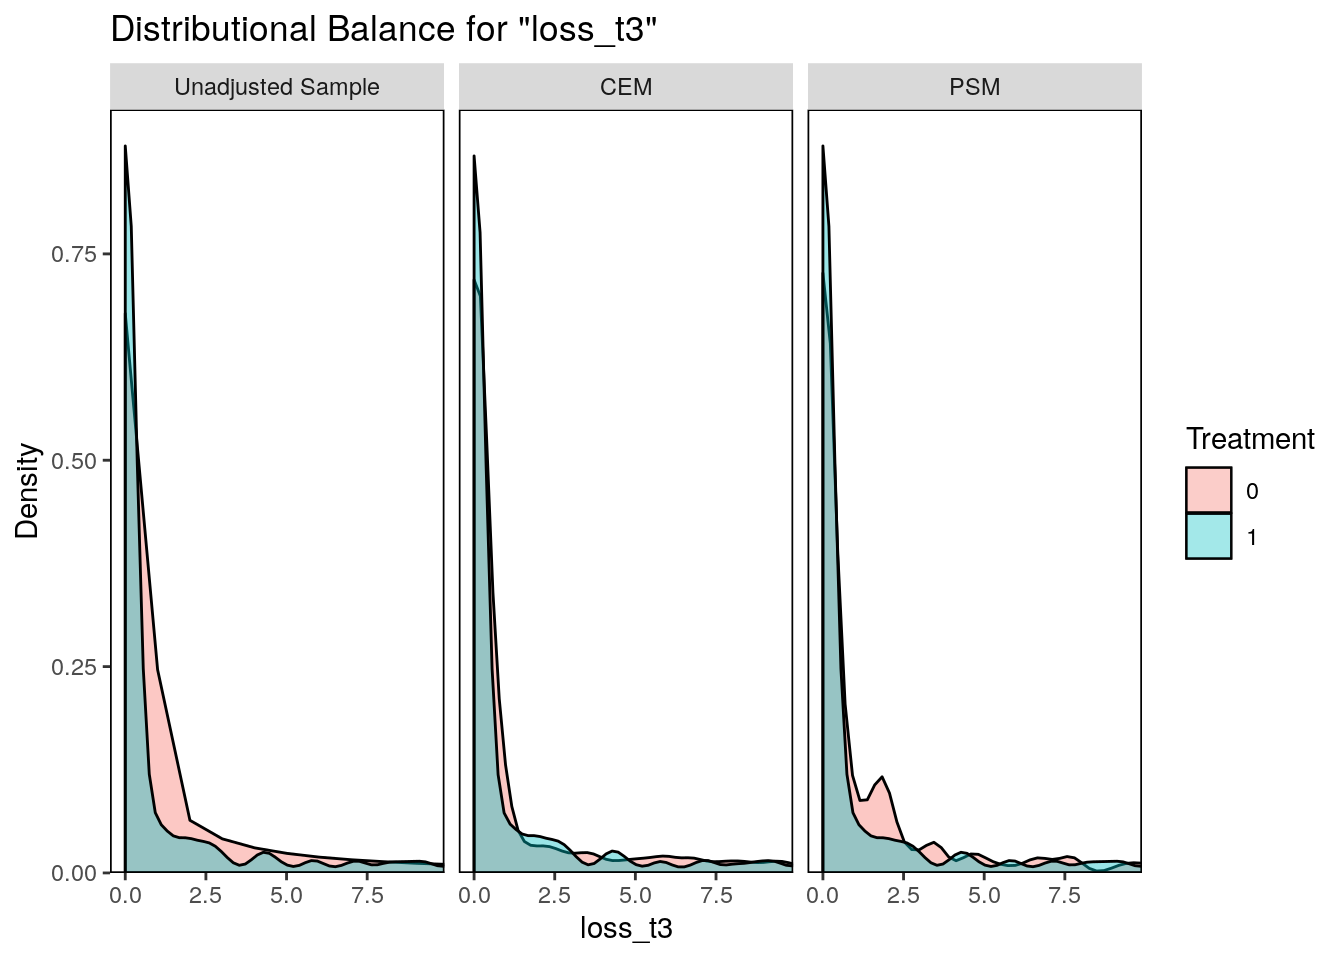 Distributional Balance for "loss_t3"
Unadjusted Sample
CEM
PSM
Density
0.75
0.50
0.25
0.00
0.0 2.5 5.0 7.5
0.0 2.5 5.0 7.5
0.0 2.5 5.0 7.5
loss_t3
Treatment
0
1